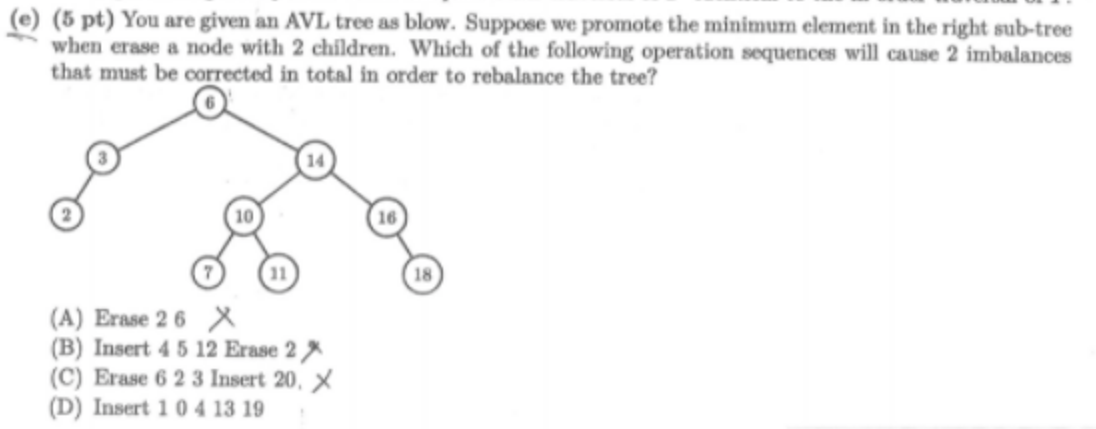 (e) (5 pt) You are given an AVL tree as blow. Suppose we promote the minimum element in the right sub-tree
when erase a node with 2 children. Which of the following operation sequences will cause 2 imbalances
that must be corrected in total in order to rebalance the tree?
6
3 14
2 10 16
7 11 18
(A) Erase 2 6 X
(B) Insert 4 5 12 Erase 2 X
(C) Erase 6 2 3 Insert 20. X
(D) Insert 1 0 4 13 19